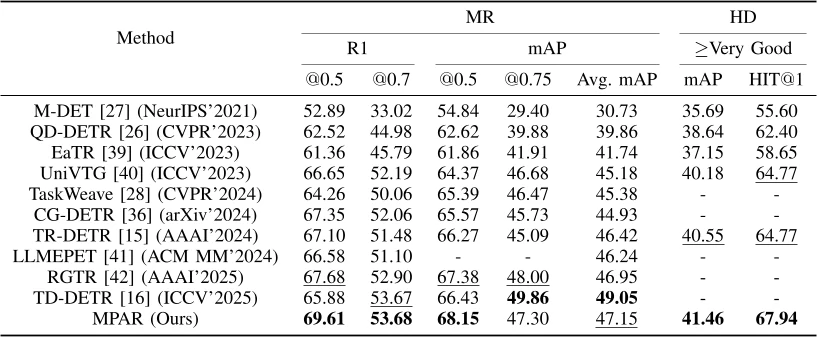 Method MR HD
R1 mAP ≥Very Good
@0.5 @0.7 @0.5 @0.75 Avg. mAP mAP HIT@1
M-DET [27] (NeurIPS'2021) 52.89 33.02 54.84 29.40 30.73 35.69 55.60
QD-DETR [26] (CVPR'2023) 62.52 44.98 62.62 39.88 39.86 38.64 62.40
EaTR [39] (ICCV'2023) 61.36 45.79 61.86 41.91 41.74 37.15 58.65
UniVTG [40] (ICCV'2023) 66.65 52.19 64.37 46.68 45.18 40.18 64.77
TaskWeave [28] (CVPR'2024) 64.26 50.06 65.39 46.47 45.38 - -
CG-DETR [36] (arXiv'2024) 67.35 52.06 65.57 45.73 44.93 - -
TR-DETR [15] (AAAI'2024) 67.10 51.48 66.27 45.09 46.42 40.55 64.77
LLMEPET [41] (ACM MM'2024) 66.58 51.10 - - 46.24 - -
RGTR [42] (AAAI'2025) 67.68 52.90 67.38 48.00 46.95 - -
TD-DETR [16] (ICCV'2025) 65.88 53.67 66.43 49.86 49.05 - -
MPAR (Ours) 69.61 53.68 68.15 47.30 47.15 41.46 67.94